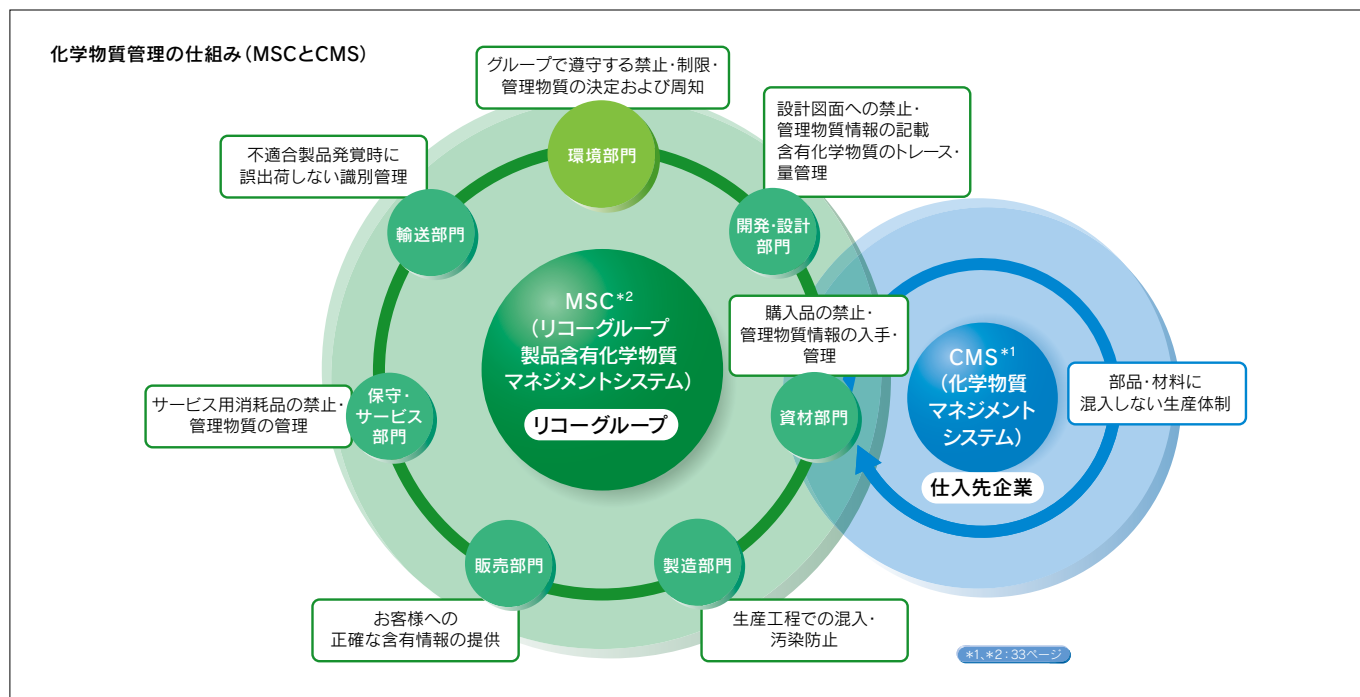 化学物質管理の仕組み(MSCとCMS)
グループで遵守する禁止・制限・
管理物質の決定および周知
環境部門
設計図面への禁止・
管理物質情報の記載
含有化学物質のトレース・
量管理
開発・設計
部門
不適合製品発覚時に
誤出荷しない識別管理
輸送部門
MSC*2
(リコーグループ
製品含有化学物質
マネジメントシステム)
リコーグループ
購入品の禁止・
管理物質情報の入手・
管理
資材部門
CMS*1
(化学物質
マネジメント
システム)
仕入先企業
部品・材料に
混入しない生産体制
サービス用消耗品の禁止・
管理物質の管理
保守・
サービス
部門
販売部門
お客様への
正確な含有情報の提供
製造部門
生産工程での混入・
汚染防止
*1、*2:33ページ